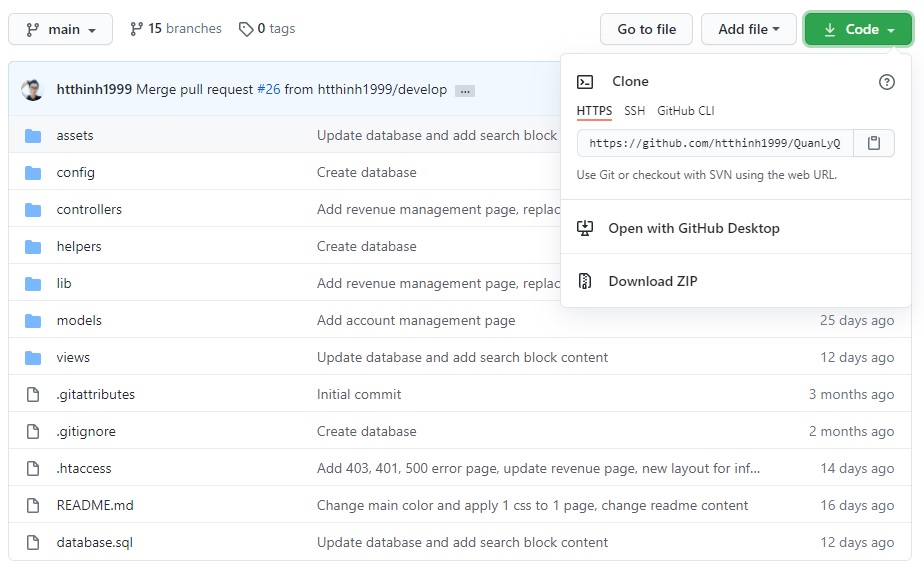 main 15 branches 0 tags Go to file Add file Code
htthinh1999 Merge pull request #26 from htthinh1999/develop ...
Clone
HTTPS SSH GitHub CLI
https://github.com/htthinh1999/QuanLyQ
Use Git or checkout with SVN using the web URL.
Open with GitHub Desktop
Download ZIP
assets Update database and add search block
config Create database
controllers Add revenue management page, replac
helpers Create database
lib Add revenue management page, replac
models Add account management page 25 days ago
views Update database and add search block content 12 days ago
.gitattributes Initial commit 3 months ago
.gitignore Create database 2 months ago
.htaccess Add 403, 401, 500 error page, update revenue page, new layout for inf... 14 days ago
README.md Change main color and apply 1 css to 1 page, change readme content 16 days ago
database.sql Update database and add search block content 12 days ago